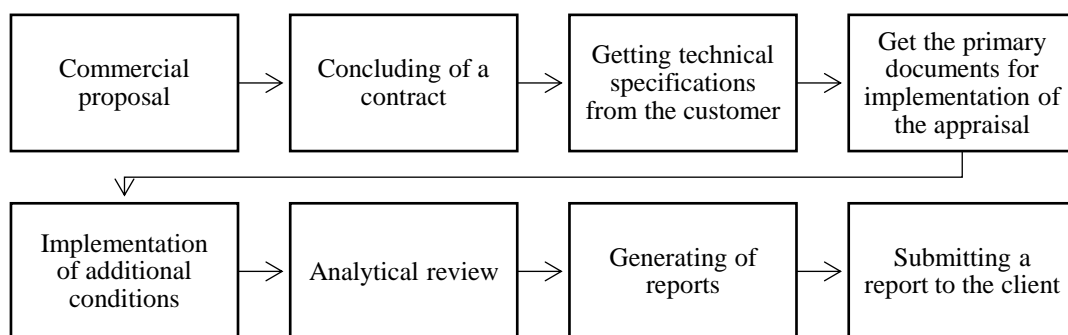 Commercial
proposal
Concluding of a
contract
Getting technical
specifications
from the customer
Get the primary
documents for
implementation of
the appraisal
Implementation
of additional
conditions
Analytical review
Generating of
reports
Submitting a
report to the client